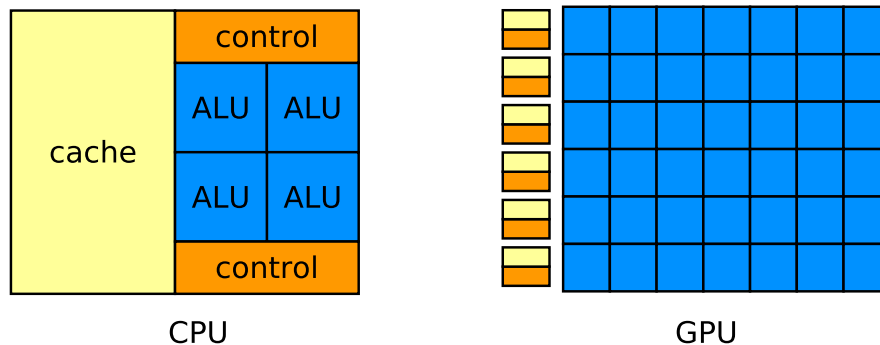 control
ALU ALU
cache
ALU ALU
control
CPU
GPU